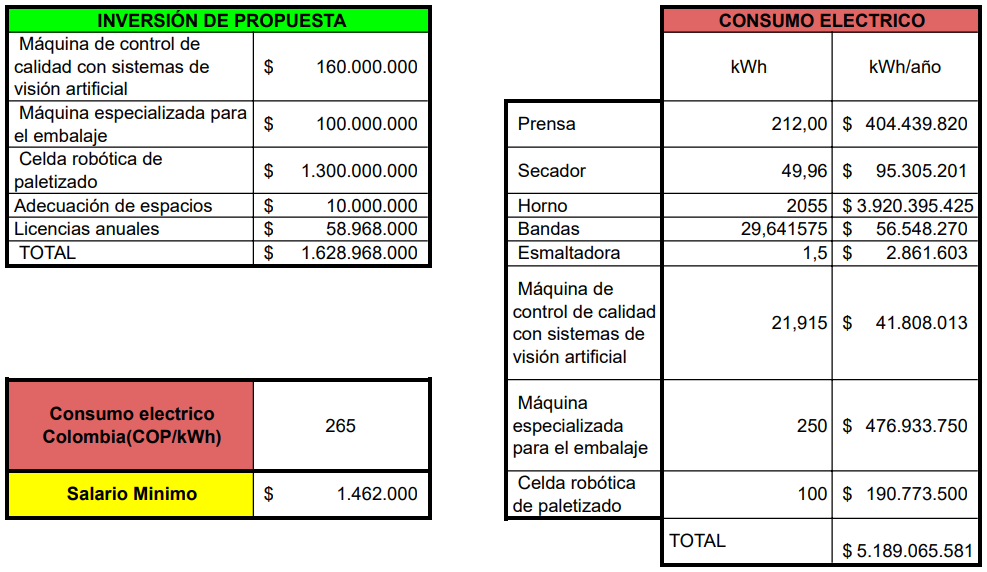 INVERSIÓN DE PROPUESTA
Máquina de control de
calidad con sistemas de
visión artificial
$ 160.000.000
Máquina especializada para
el embalaje
$ 100.000.000
Celda robótica de
paletizado
$ 1.300.000.000
Adecuación de espacios $ 10.000.000
Licencias anuales $ 58.968.000
TOTAL $ 1.628.968.000
Consumo electrico
Colombia(COP/kWh)
265
Salario Minimo $ 1.462.000
CONSUMO ELECTRICO
kWh kWh/año
Prensa 212,00 $ 404.439.820
Secador 49,96 $ 95.305.201
Horno 2055 $ 3.920.395.425
Bandas 29,641575 $ 56.548.270
Esmaltadora 1,5 $ 2.861.603
Máquina de
control de calidad
con sistemas de
visión artificial
21,915 $ 41.808.013
Máquina
especializada
para el embalaje
250 $ 476.933.750
Celda robótica
de paletizado
100 $ 190.773.500
TOTAL $ 5.189.065.581